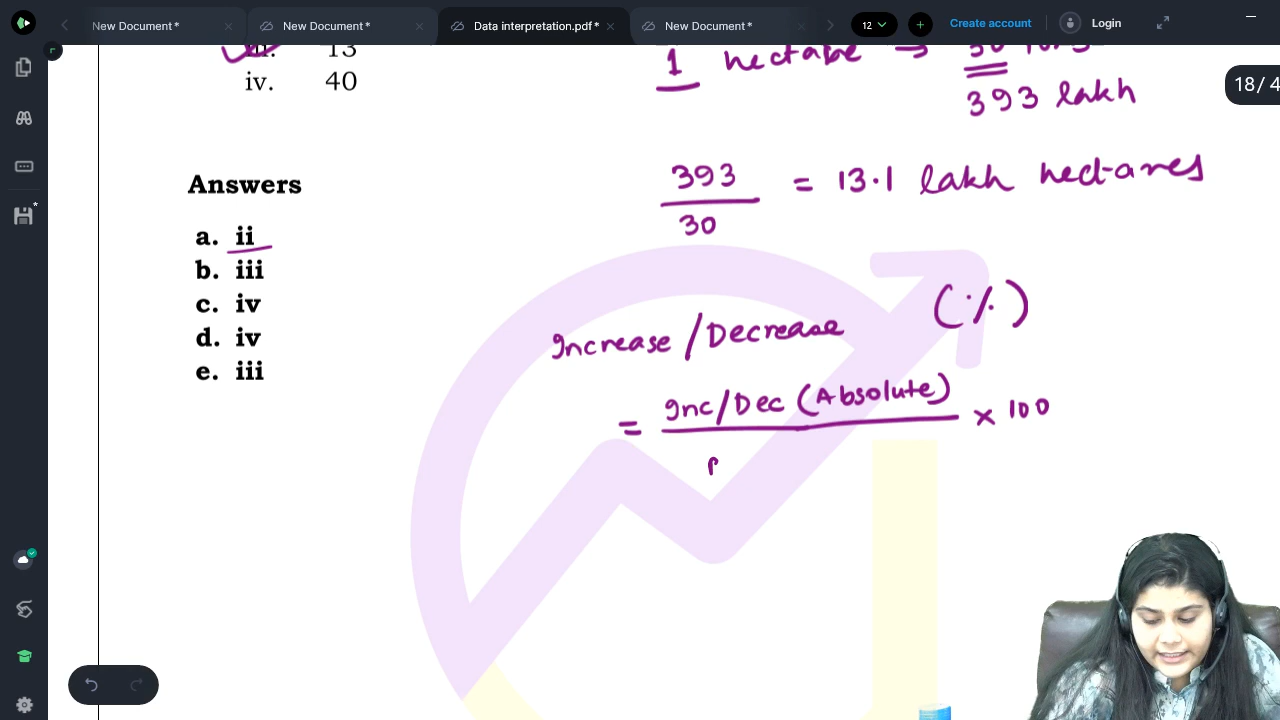 New Document* New Document* Data interpretation.pdf* New Document* 12 Create account Login
13
iv. 40
1 hectare → 30
393 lakh
18/ 4
Answers
393 / 30 = 13.1 lakh hectares
a. ii
b. iii
c. iv
d. iv
e. iii
Increase/Decrease (%)
= Inc/Dec (Absolute) × 100